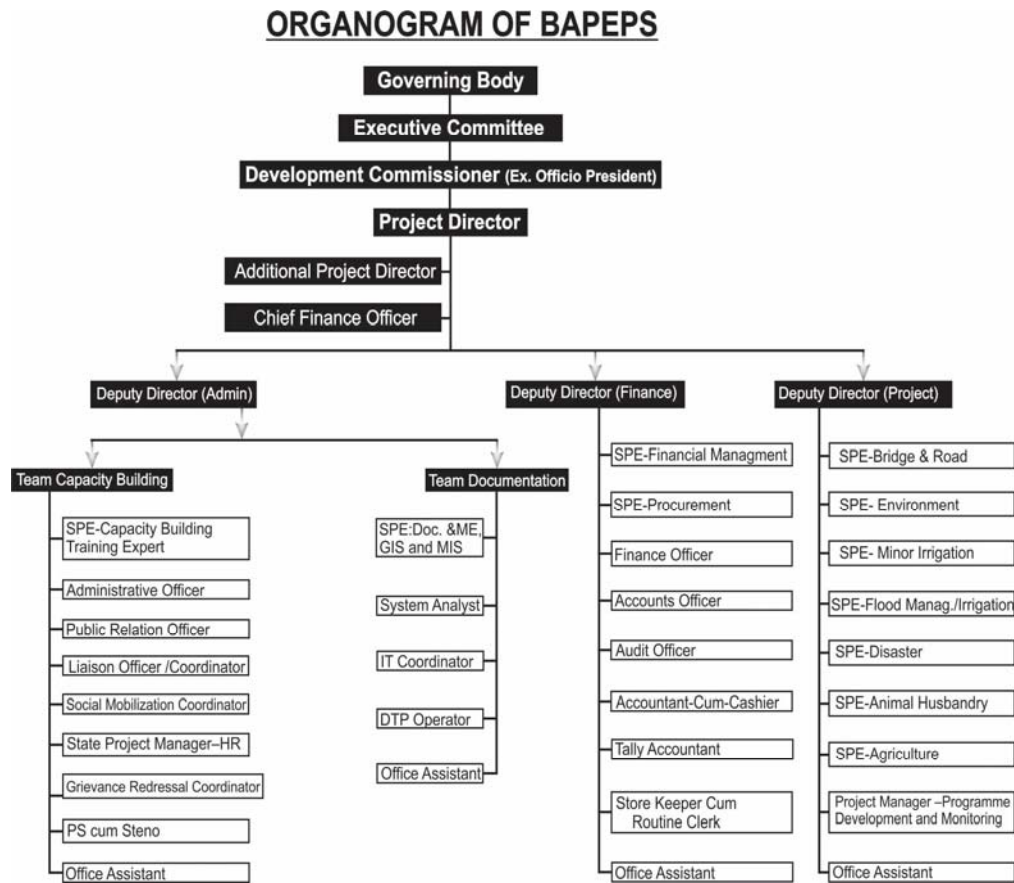 ORGANOGRAM OF BAPEPS
Governing Body
Executive Committee
Development Commissioner (Ex. Officio President)
Project Director
Additional Project Director
Chief Finance Officer
Deputy Director (Admin)
Team Capacity Building
SPE-Capacity Building
Training Expert
Administrative Officer
Public Relation Officer
Liaison Officer /Coordinator
Social Mobilization Coordinator
State Project Manager–HR
Grievance Redressal Coordinator
PS cum Steno
Office Assistant
Team Documentation
SPE:Doc. &ME,
GIS and MIS
System Analyst
IT Coordinator
DTP Operator
Office Assistant
Deputy Director (Finance)
SPE-Financial Managment
SPE-Procurement
Finance Officer
Accounts Officer
Audit Officer
Accountant-Cum-Cashier
Tally Accountant
Store Keeper Cum
Routine Clerk
Office Assistant
Deputy Director (Project)
SPE-Bridge & Road
SPE- Environment
SPE- Minor Irrigation
SPE-Flood Manag./Irrigation
SPE-Disaster
SPE-Animal Husbandry
SPE-Agriculture
Project Manager –Programme
Development and Monitoring
Office Assistant